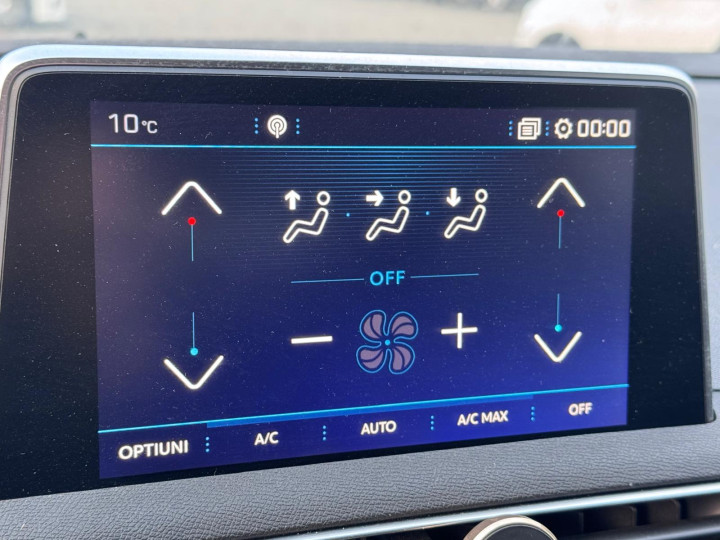 10°C 00:00
OFF
OPTIUNI A/C AUTO A/C MAX OFF